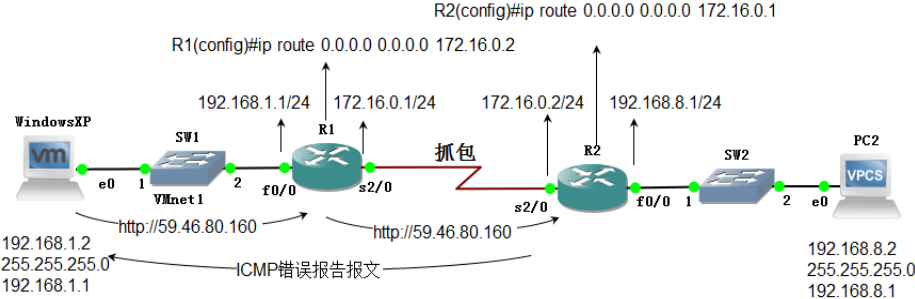 R2(config)#ip route 0.0.0.0 0.0.0.0 172.16.0.1
R1(config)#ip route 0.0.0.0 0.0.0.0 172.16.0.2
192.168.1.1/24
172.16.0.1/24
172.16.0.2/24
192.168.8.1/24
WindowsXP
SW1
R1
抓包
R2
SW2
PC2
vm
VPCS
e0
1
VMnet1
2
f0/0
s2/0
s2/0
f0/0
1
2
e0
http://59.46.80.160
http://59.46.80.160
192.168.1.2
255.255.255.0
192.168.1.1
ICMP错误报告报文
192.168.8.2
255.255.255.0
192.168.8.1